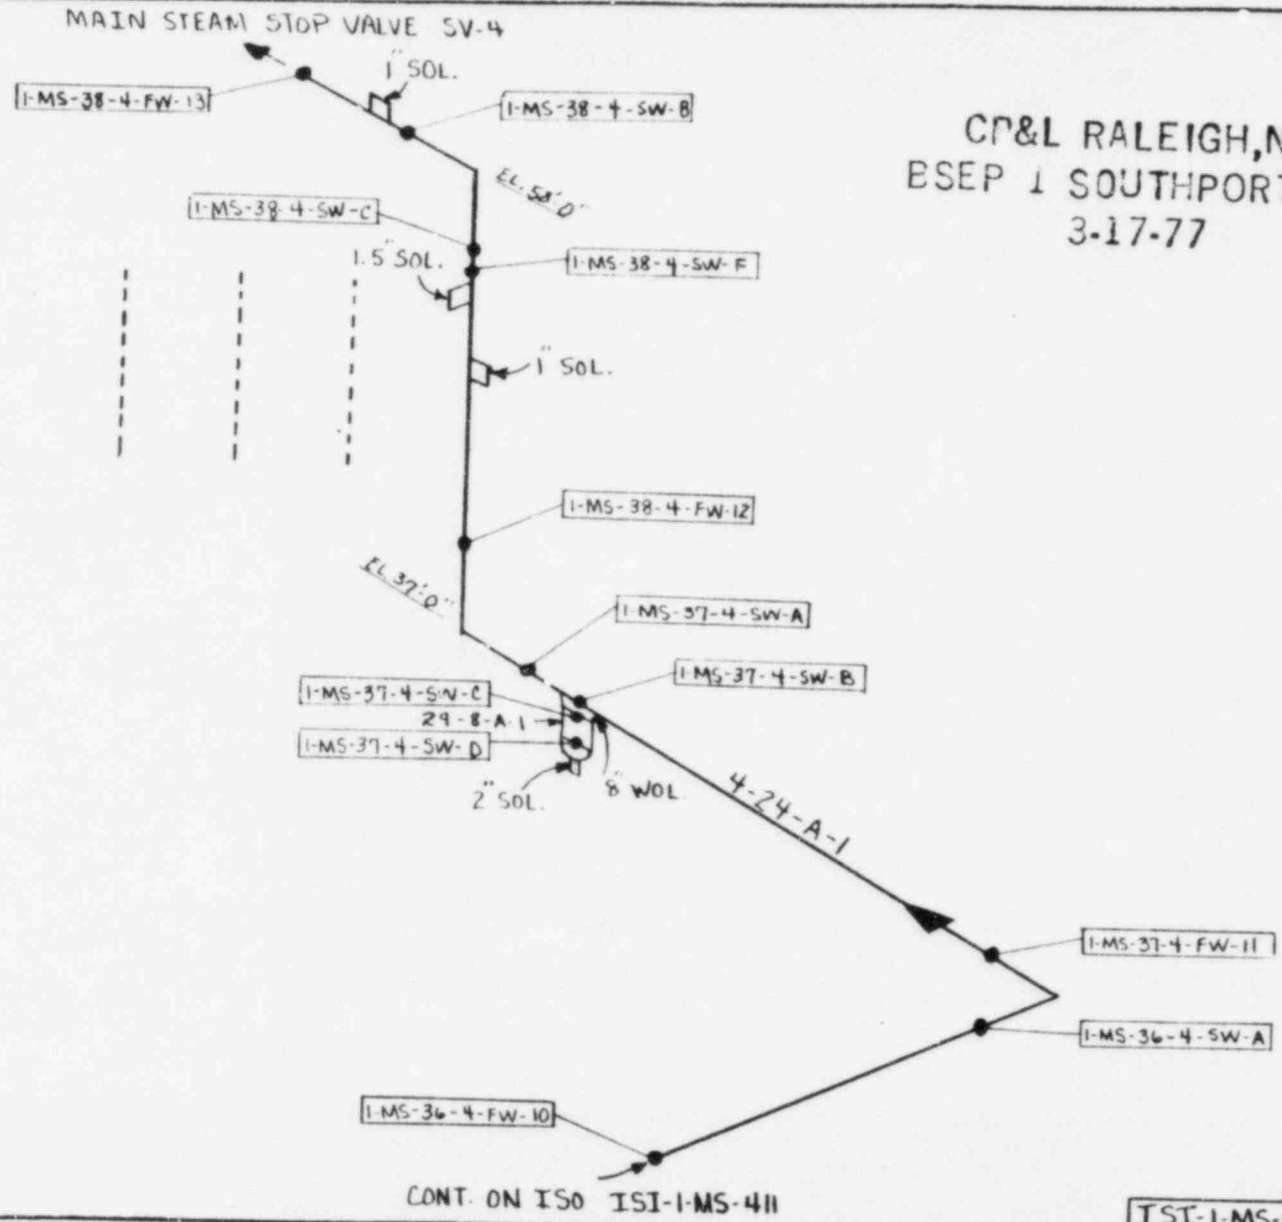 MAIN STEAM STOP VALVE SV-4
1" SOL.
1-MS-38-4-FW-13
1-MS-38-4-SW-B
CP&L RALEIGH, N
BSEP 1 SOUTHPORT
3-17-77
EL. 58'0"
1-MS-38-4-SW-C
1.5" SOL.
1-MS-38-4-SW-F
1" SOL.
1-MS-38-4-FW-12
EL 37'-0"
1-MS-37-4-SW-A
1-MS-37-4-SW-B
1-MS-37-4-SW-C
29-8-A-1
1-MS-37-4-SW-D
2" SOL.
8" WOL.
4-24-A-1
1-MS-37-4-FW-11
1-MS-36-4-SW-A
1-MS-36-4-FW-10
CONT. ON ISO ISI-1-MS-411
ISI-1-MS-